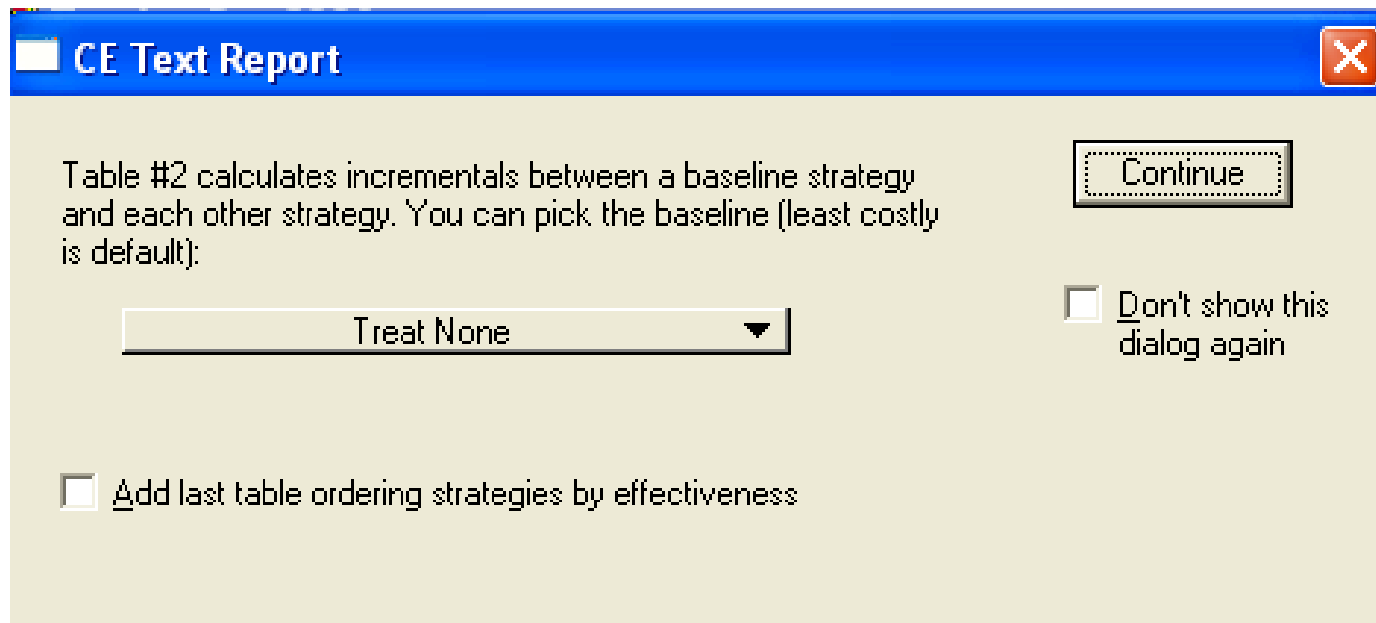 CE Text Report
Table #2 calculates incrementals between a baseline strategy
and each other strategy. You can pick the baseline (least costly
is default):
Continue
Treat None
Don't show this
dialog again
Add last table ordering strategies by effectiveness